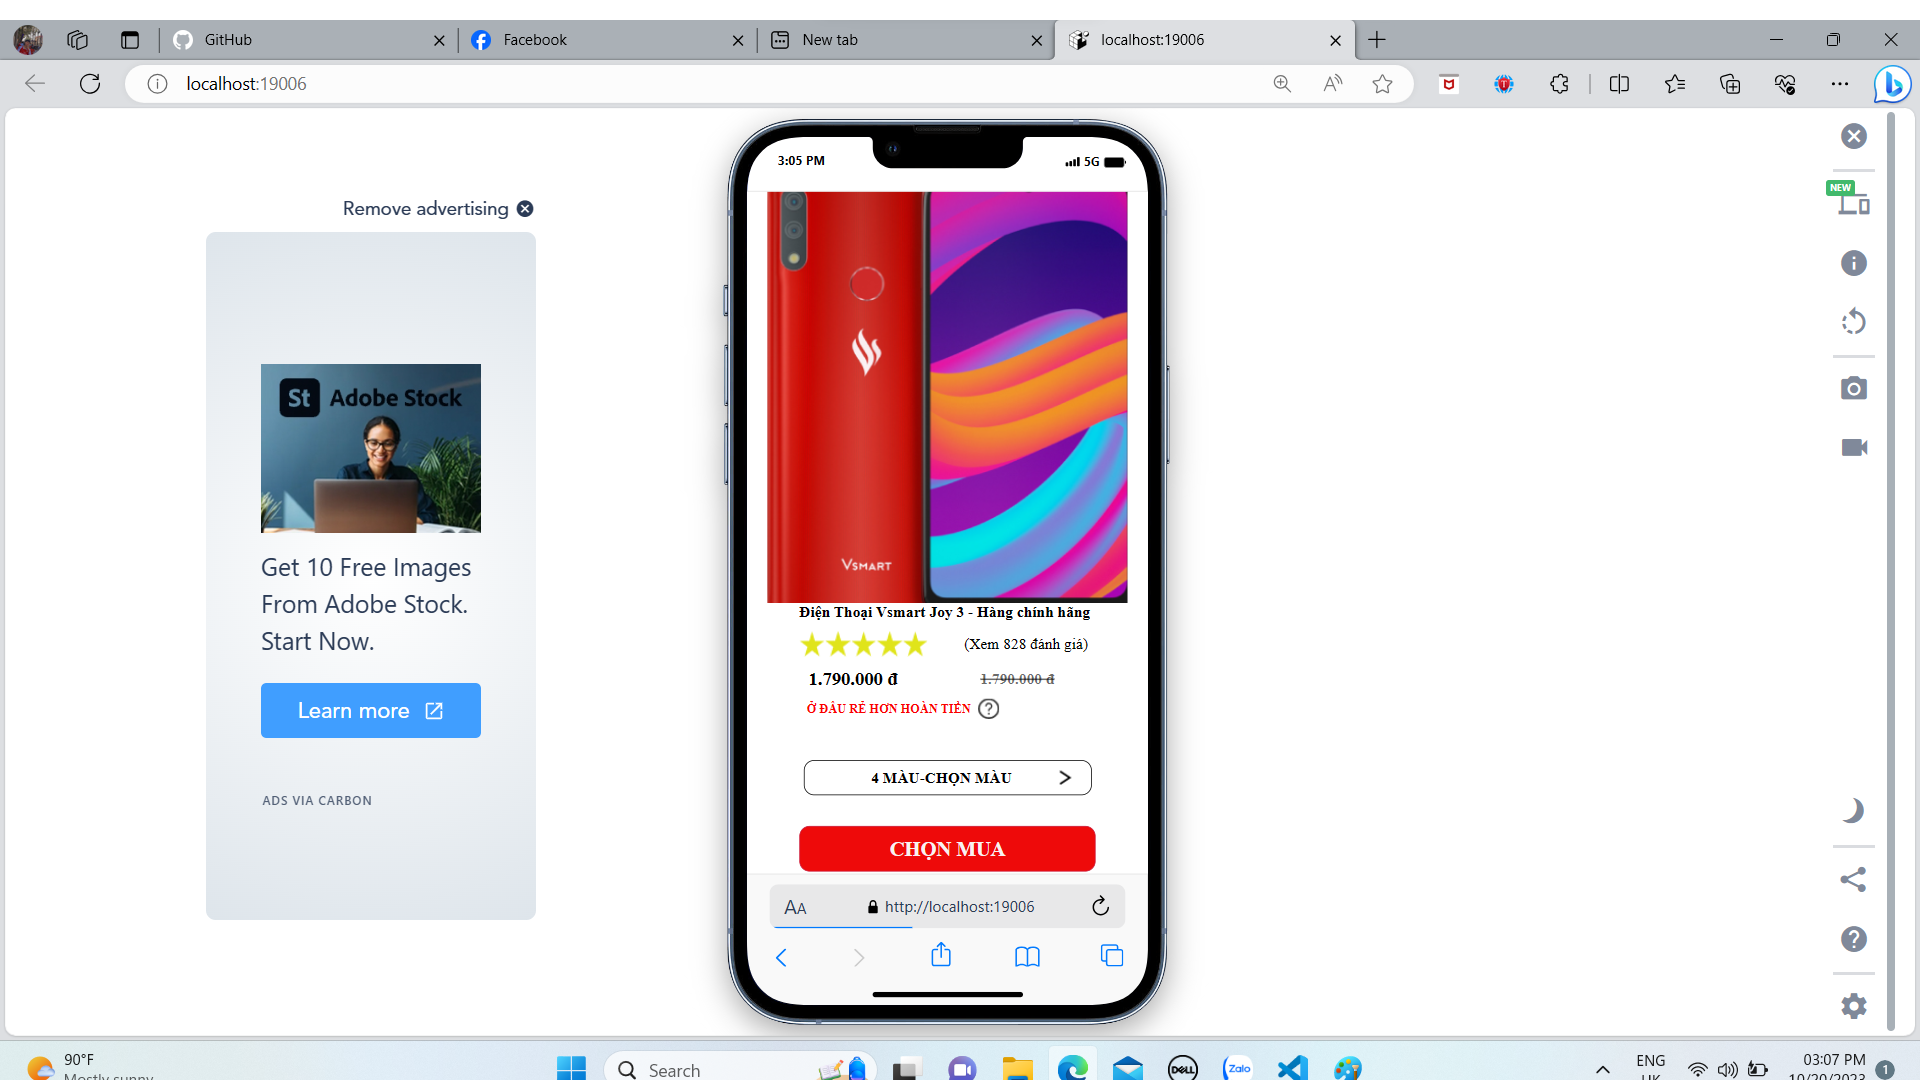 GitHub
Facebook
New tab
localhost:19006
localhost:19006
Remove advertising
St Adobe Stock
Get 10 Free Images
From Adobe Stock.
Start Now.
Learn more
ADS VIA CARBON
3:05 PM
5G
VSMART
Điện Thoại Vsmart Joy 3 - Hàng chính hãng
(Xem 828 đánh giá)
1.790.000 đ
1.790.000 đ
Ở ĐÂU RẺ HƠN HOÀN TIỀN
4 MÀU-CHỌN MÀU
CHỌN MUA
AA
http://localhost:19006
NEW
90°F
Mostly sunny
Search
DELL
Zalo
ENG
UK
03:07 PM
10/20/2023
1